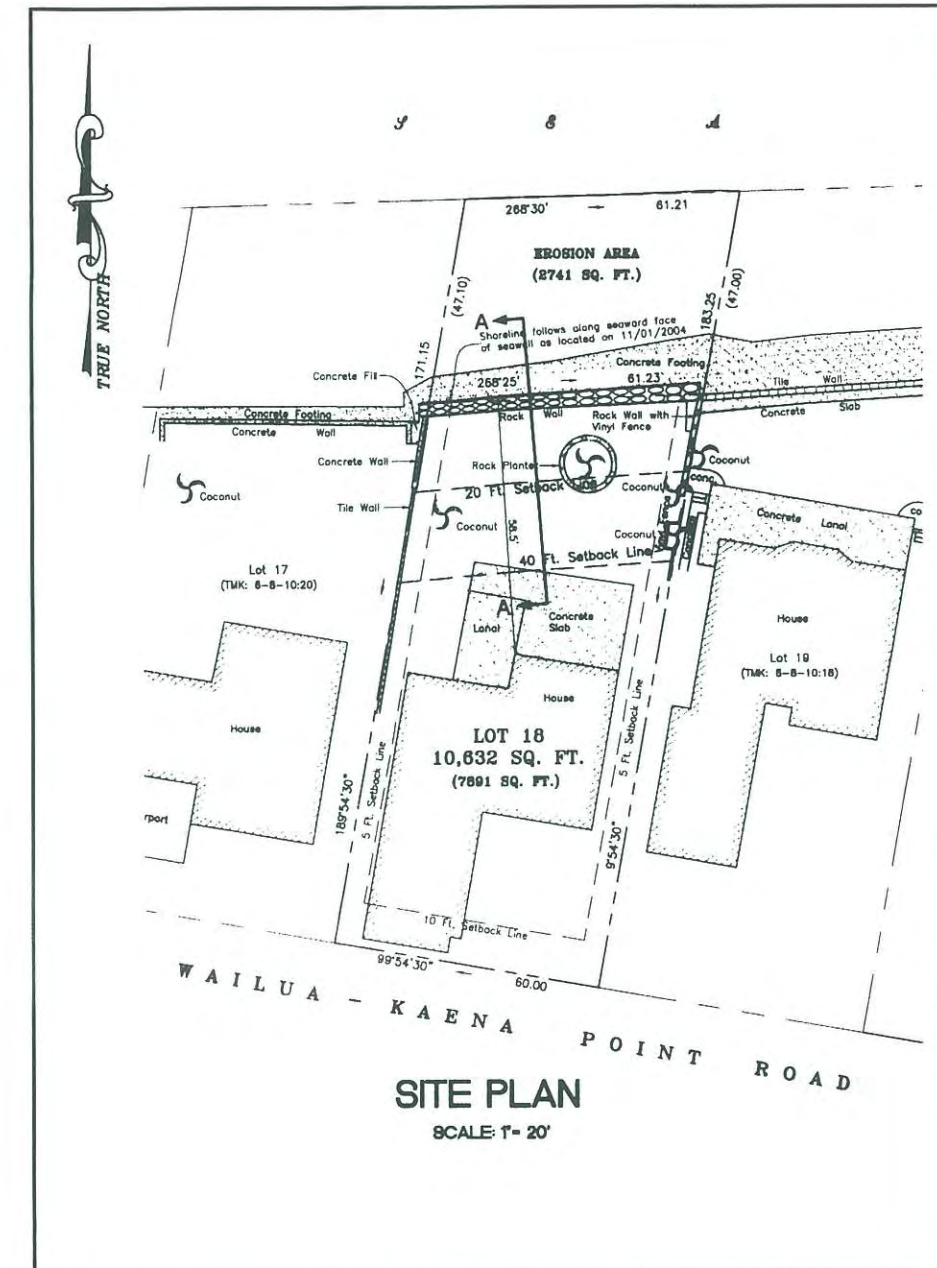 S E A
TRUE NORTH
268°30' → 61.21
EROSION AREA
(2741 SQ. FT.)
(47.10)
183.25
(47.00)
171.15
A
Shoreline follows along seaward face
of seawall as located on 11/01/2004
Concrete Footing
Concrete Fill
268°25' → 61.23
Tile Wall
Concrete Footing
Rock Wall
Rock Wall with
Vinyl Fence
Concrete Slab
Concrete Wall
Concrete Wall
Rock Planter
Coconut
conc
20 Ft. Setback Line
Coconut
Coconut
Tile Wall
Coconut
58.5'
Concrete Lanai
co
Coconut
40 Ft. Setback Line
Lot 17
(TMK: 6-8-10:20)
A
Lanai
Concrete
Slab
House
Lot 19
(TMK: 6-8-10:18)
House
House
LOT 18
10,632 SQ. FT.
(7891 SQ. FT.)
5 Ft. Setback Line
rport
189°54'30"
5 Ft. Setback Line
9°54'30"
10 Ft. Setback Line
99°54'30" 60.00
WAILUA - KAENA POINT ROAD
SITE PLAN
SCALE: 1"= 20'